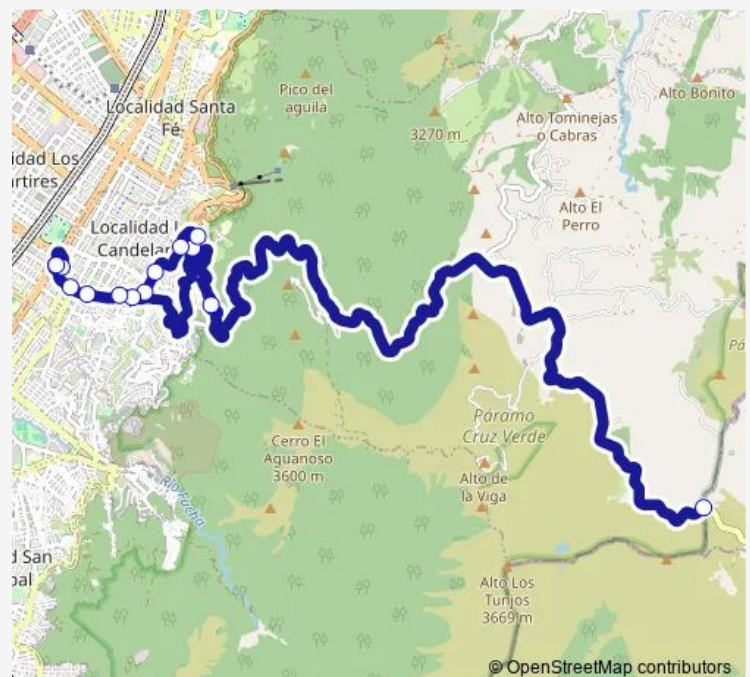 Localidad Santa
Fé
Pico del
aguila
3270 m
Alto Tominejas
o Cabras
Alto Bonito
idad Los
artires
Alto El
Perro
Localidad L
Candelar
Pá
Páramo
Cruz Verde
Cerro El
Aguanoso
3600 m
Alto de
la Viga
Río Fucha
d San
bal
Alto Los
Tunjos
3669 m
© OpenStreetMap contributors